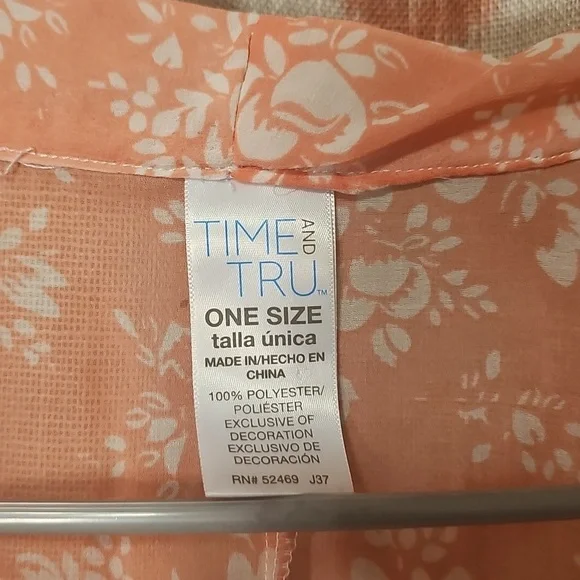 TIME AND
TRU™
ONE SIZE
talla única
MADE IN/HECHO EN
CHINA
100% POLYESTER/
POLIÉSTER
EXCLUSIVE OF
DECORATION
EXCLUSIVO DE
DECORACIÓN
RN# 52469 J37